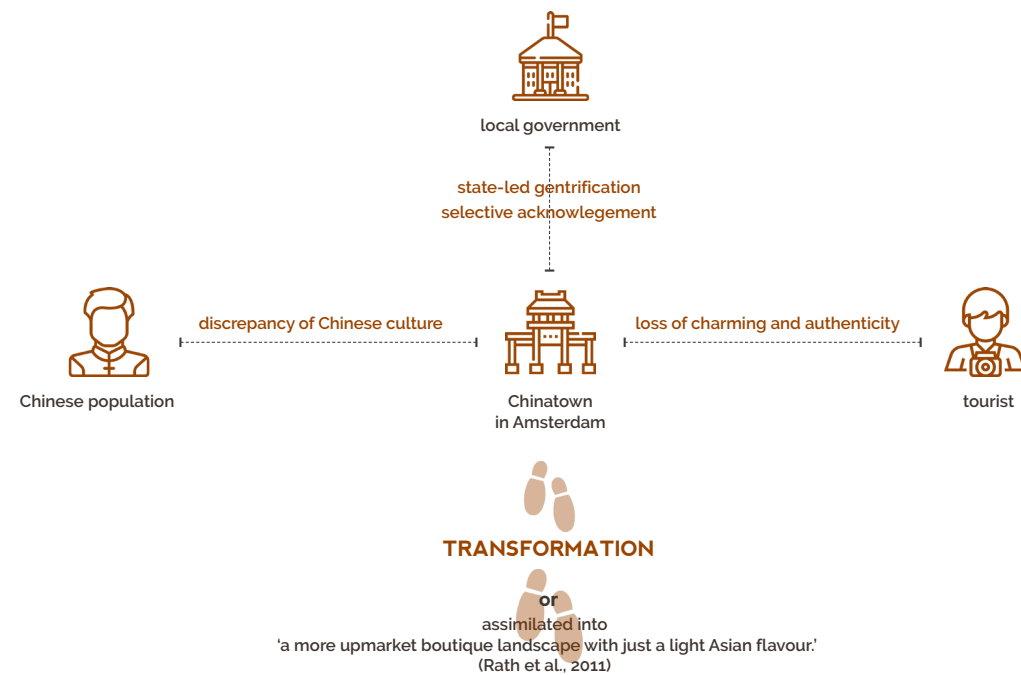 local government
state-led gentrification
selective acknowlegement
discrepancy of Chinese culture
loss of charming and authenticity
Chinese population
Chinatown
in Amsterdam
tourist
TRANSFORMATION
or
assimilated into
‘a more upmarket boutique landscape with just a light Asian flavour.’
(Rath et al., 2011)